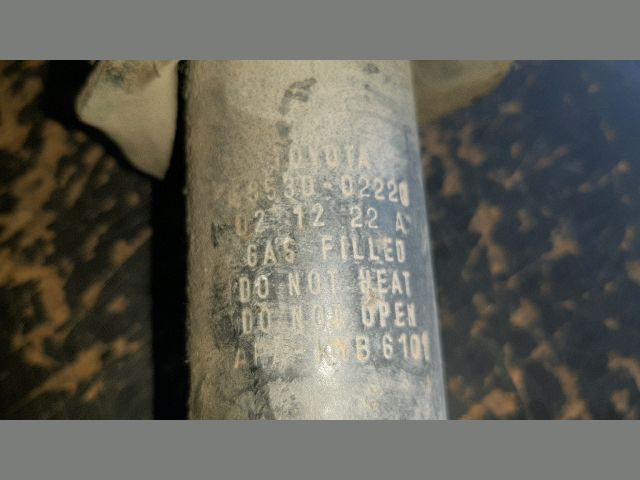 TOYOTA
48530-02220
02 12 22 A
GAS FILLED
DO NOT HEAT
DO NOT OPEN
KYB 6101